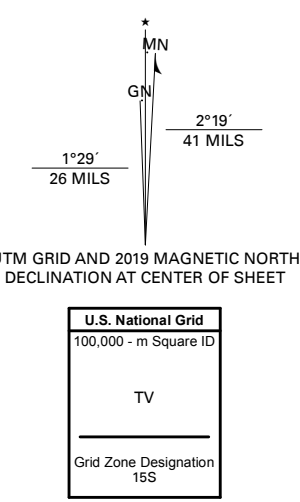 ★
MN
GN
2°19´
41 MILS
1°29´
26 MILS
UTM GRID AND 2019 MAGNETIC NORTH
DECLINATION AT CENTER OF SHEET
U.S. National Grid
100,000 - m Square ID
TV
Grid Zone Designation
15S